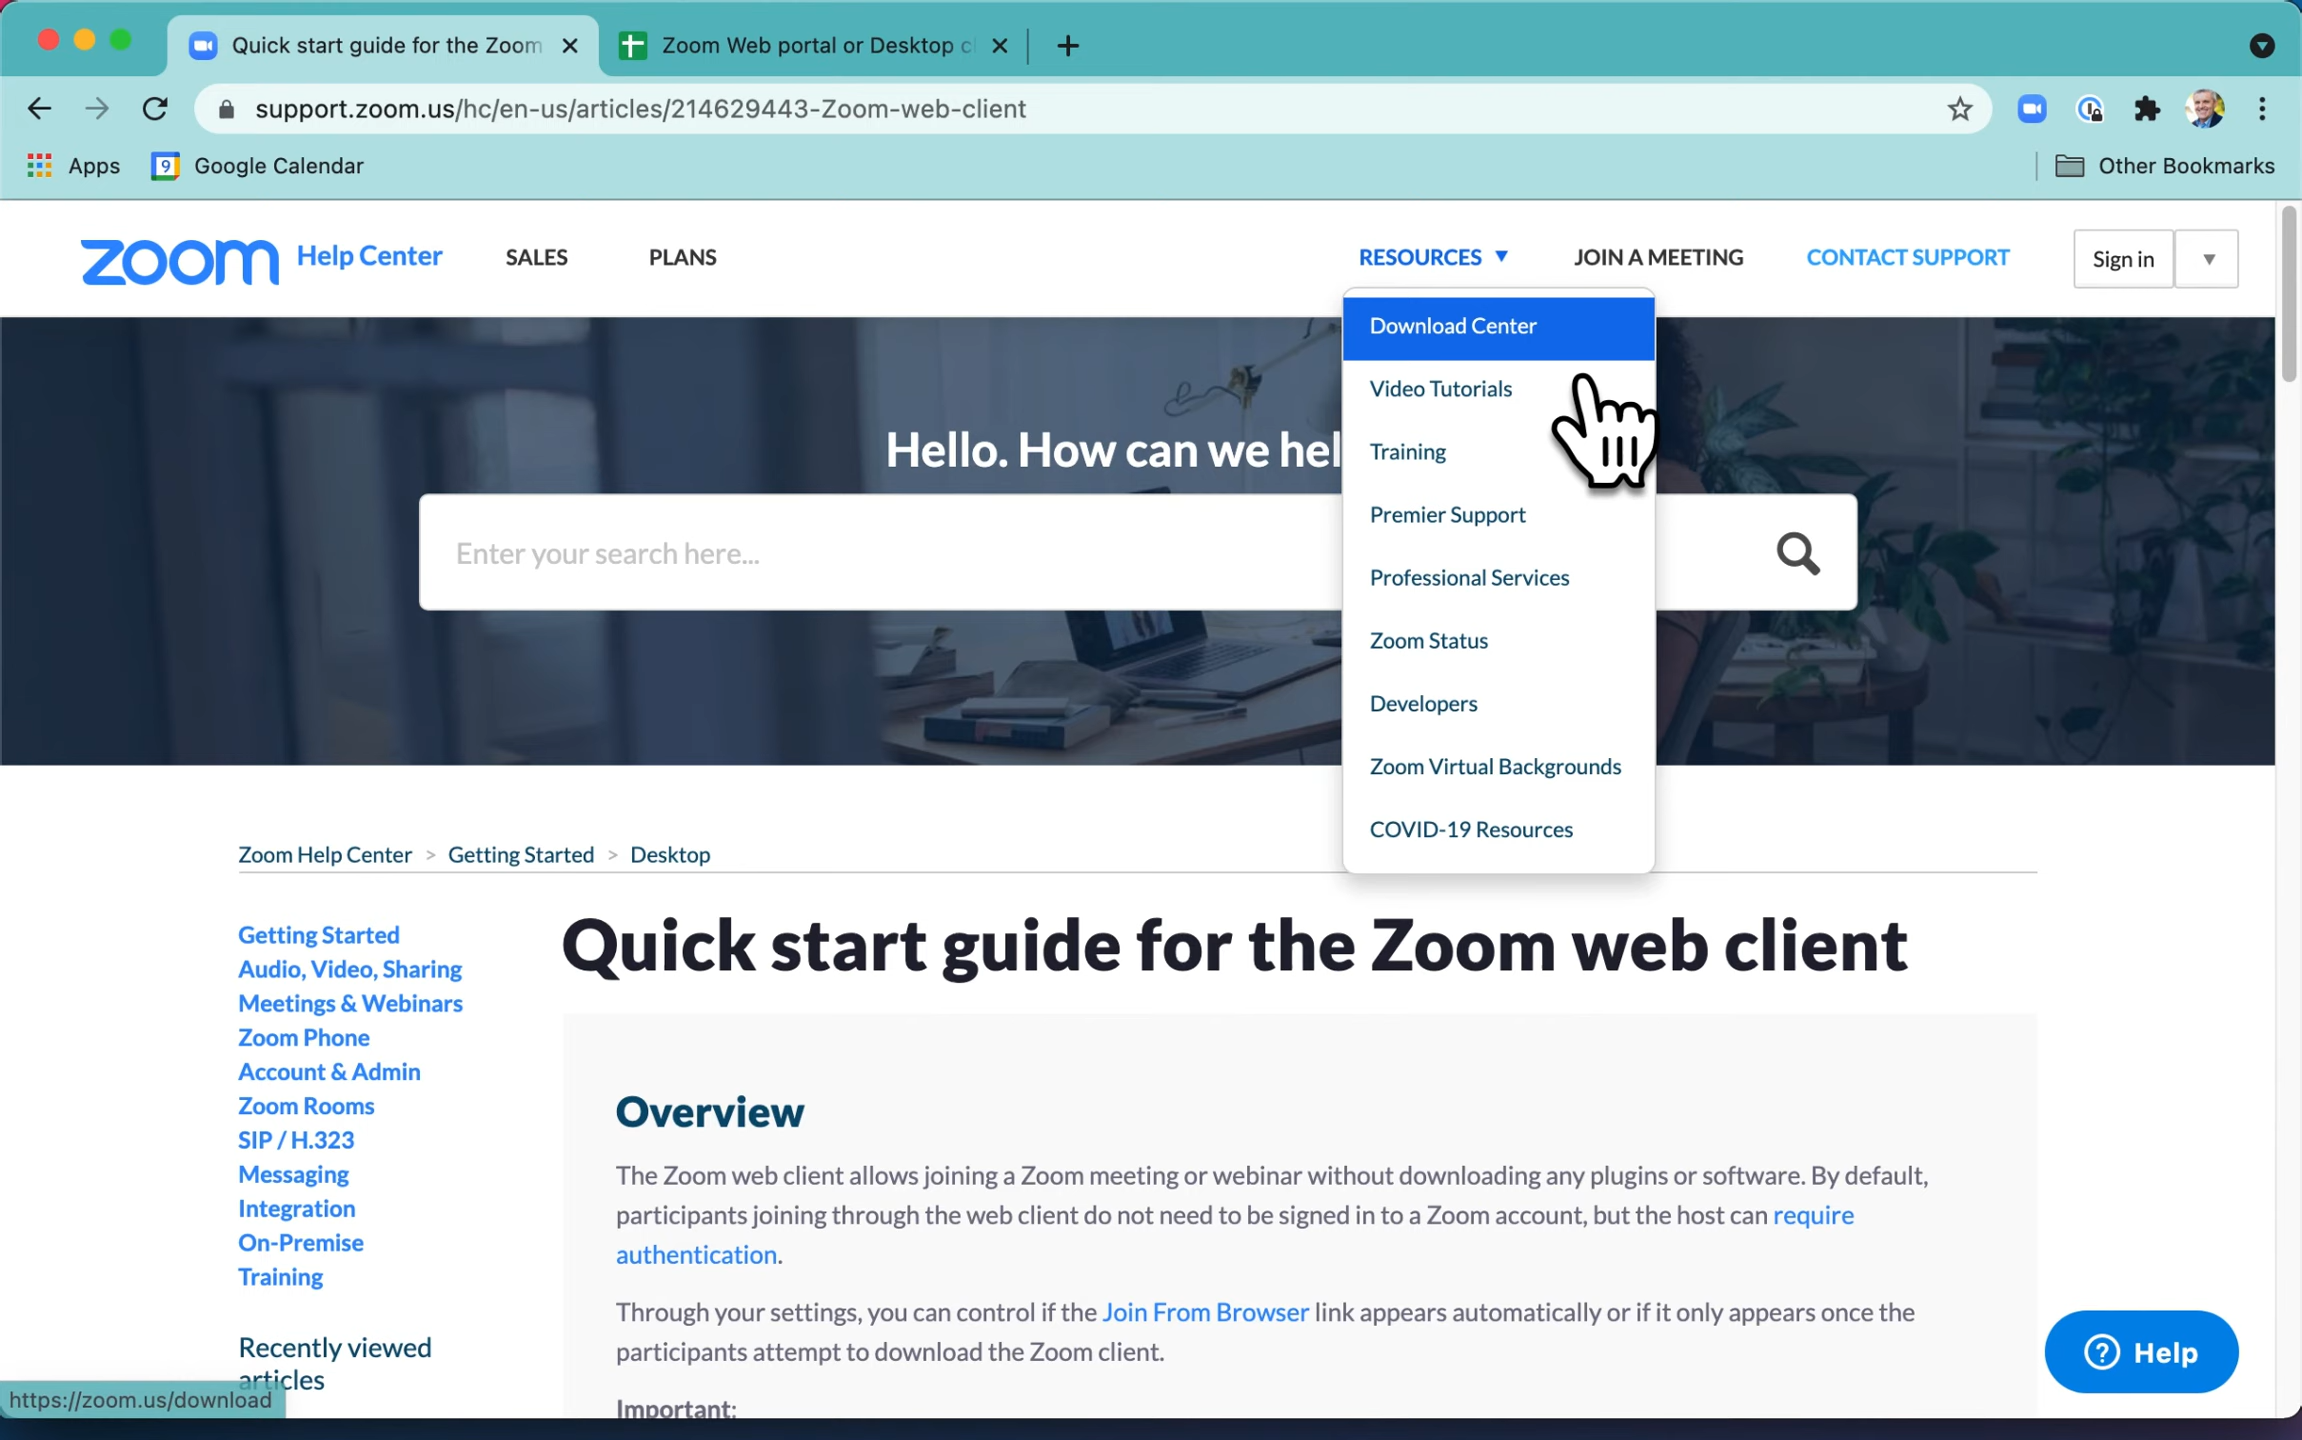 Quick start guide for the Zoom
Zoom Web portal or Desktop c
support.zoom.us/hc/en-us/articles/214629443-Zoom-web-client
Apps
9
Google Calendar
Other Bookmarks
zoom Help Center
SALES
PLANS
RESOURCES ▼
JOIN A MEETING
CONTACT SUPPORT
Sign in
Download Center
Video Tutorials
Training
Premier Support
Professional Services
Zoom Status
Developers
Zoom Virtual Backgrounds
COVID-19 Resources
Hello. How can we hel
Enter your search here...
Zoom Help Center > Getting Started > Desktop
Getting Started
Audio, Video, Sharing
Meetings & Webinars
Zoom Phone
Account & Admin
Zoom Rooms
SIP / H.323
Messaging
Integration
On-Premise
Training
Recently viewed
articles
Quick start guide for the Zoom web client
Overview
The Zoom web client allows joining a Zoom meeting or webinar without downloading any plugins or software. By default,
participants joining through the web client do not need to be signed in to a Zoom account, but the host can require
authentication.
Through your settings, you can control if the Join From Browser link appears automatically or if it only appears once the
participants attempt to download the Zoom client.
Important:
? Help
https://zoom.us/download